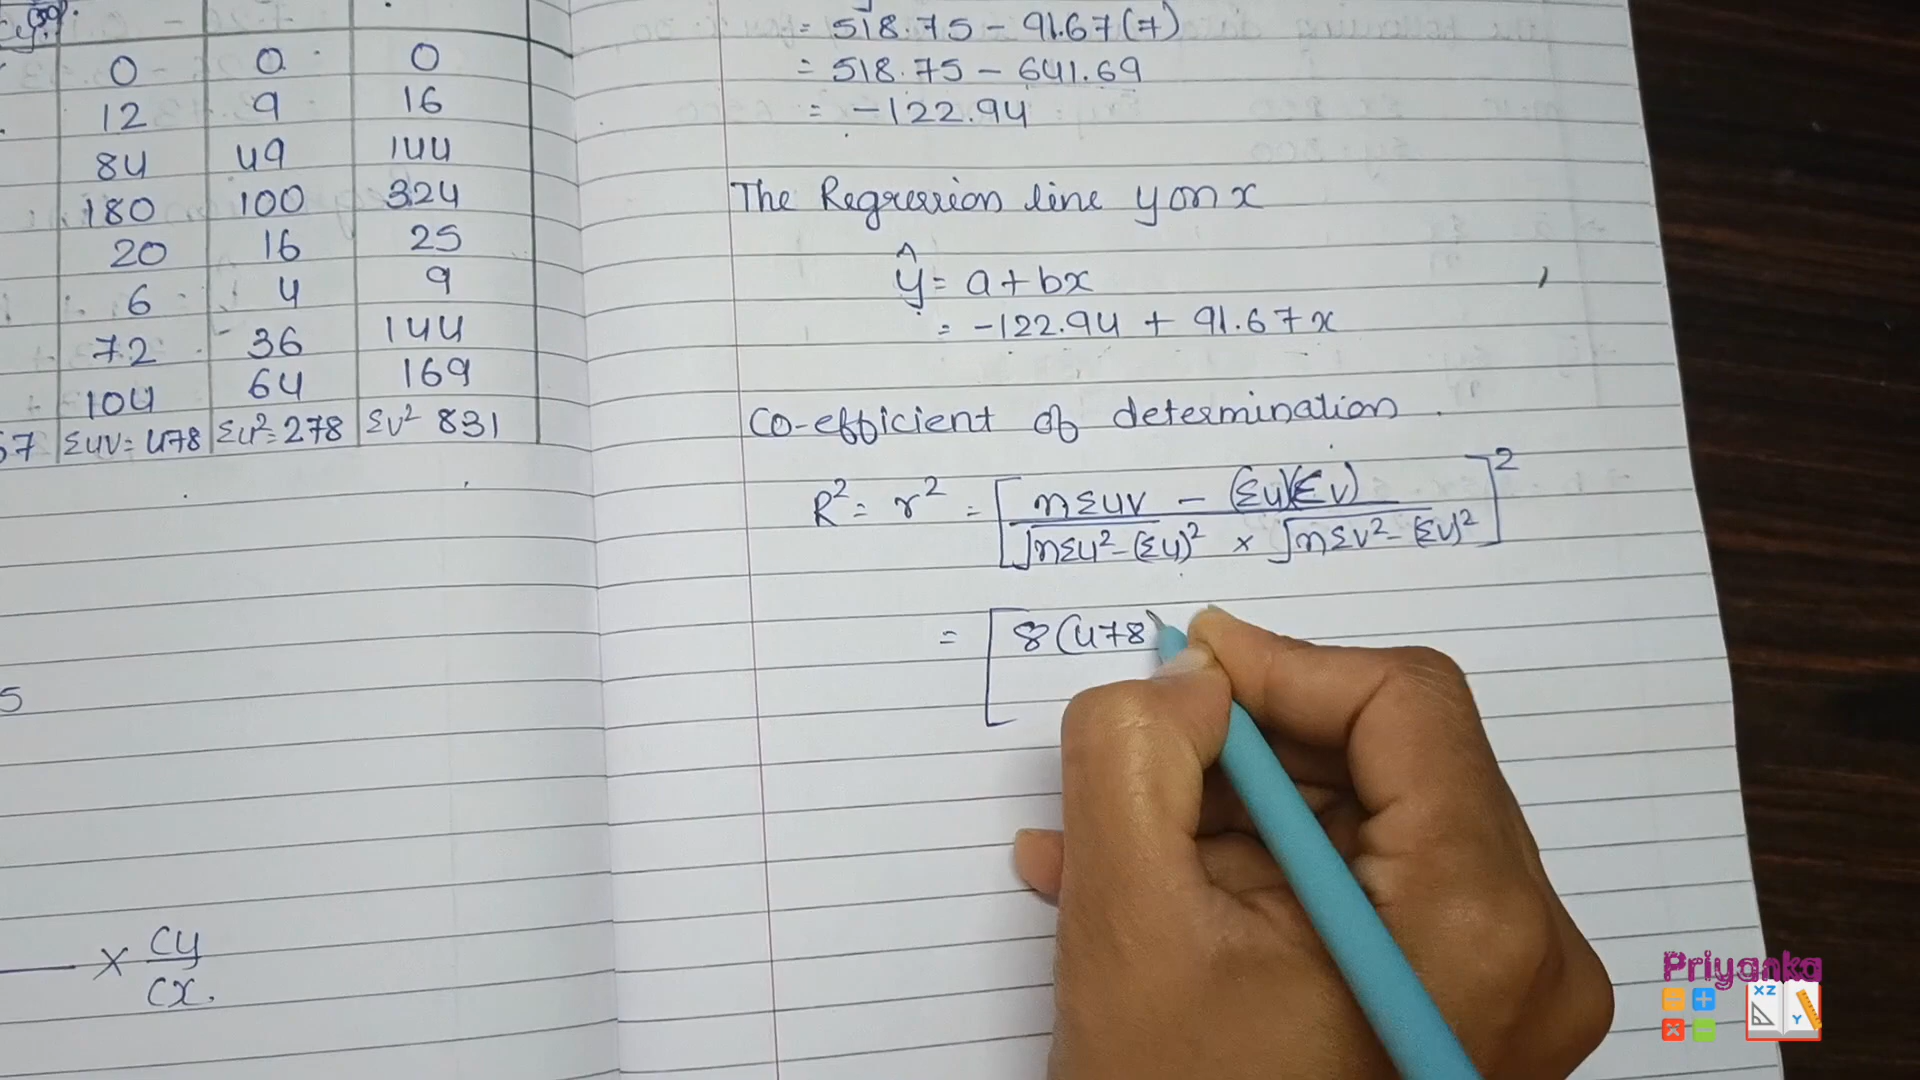 0 0 0
12 9 16
84 49 144
180 100 324
20 16 25
6 4 9
72 36 144
104 64 169
57 Σuv=478 Σu²=278 Σv² 831
5
× Cy
Cx.
= 518.75 - 91.67(7)
= 518.75 - 641.69
= -122.94
The Regression line y on x
ŷ = a + bx
= -122.94 + 91.67x
Co-efficient of determination
R² = r² = [nΣuv - (Σu)(Σv) / √nΣu² - (Σu)² × √nΣv² - (Σv)²]²
= [8(478)
Priyanka
XZ
Y